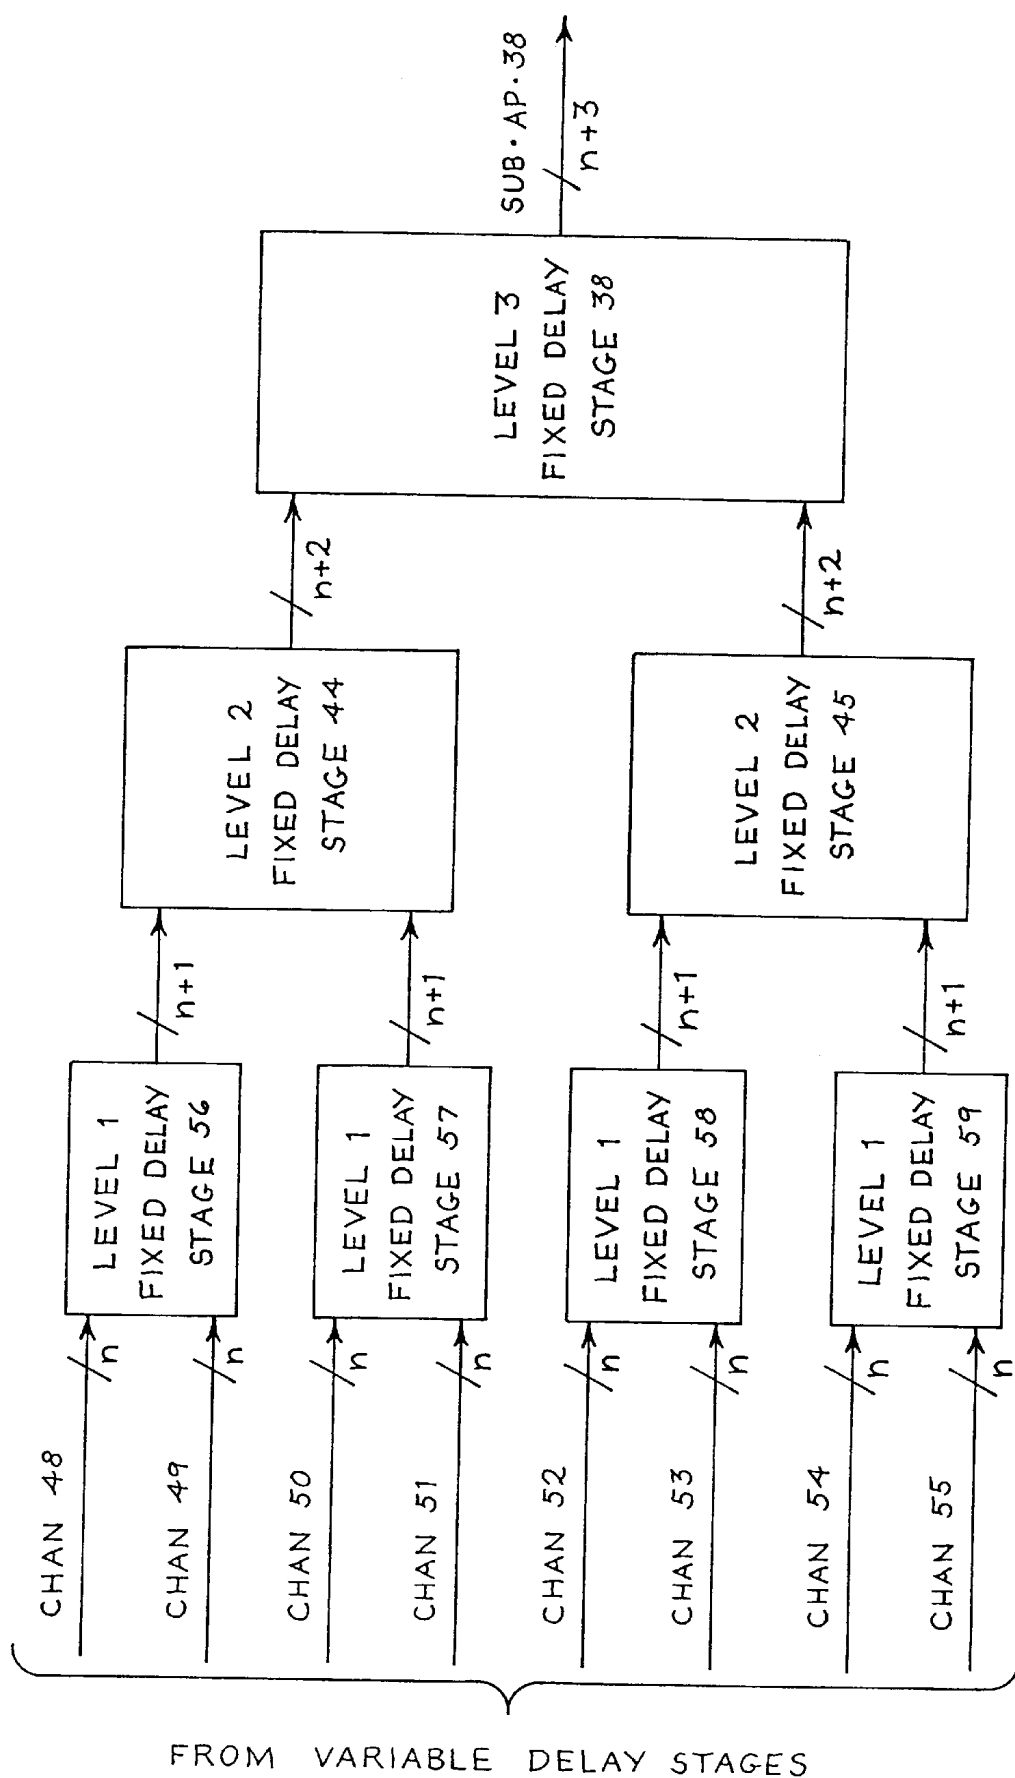 SUB·AP·38
n+3
LEVEL 3
FIXED DELAY
STAGE 38
n+2
n+2
LEVEL 2
FIXED DELAY
STAGE 44
LEVEL 2
FIXED DELAY
STAGE 45
n+1
n+1
n+1
n+1
LEVEL 1
FIXED DELAY
STAGE 56
LEVEL 1
FIXED DELAY
STAGE 57
LEVEL 1
FIXED DELAY
STAGE 58
LEVEL 1
FIXED DELAY
STAGE 59
n
n
n
n
n
n
n
n
CHAN 48
CHAN 49
CHAN 50
CHAN 51
CHAN 52
CHAN 53
CHAN 54
CHAN 55
FROM VARIABLE DELAY STAGES